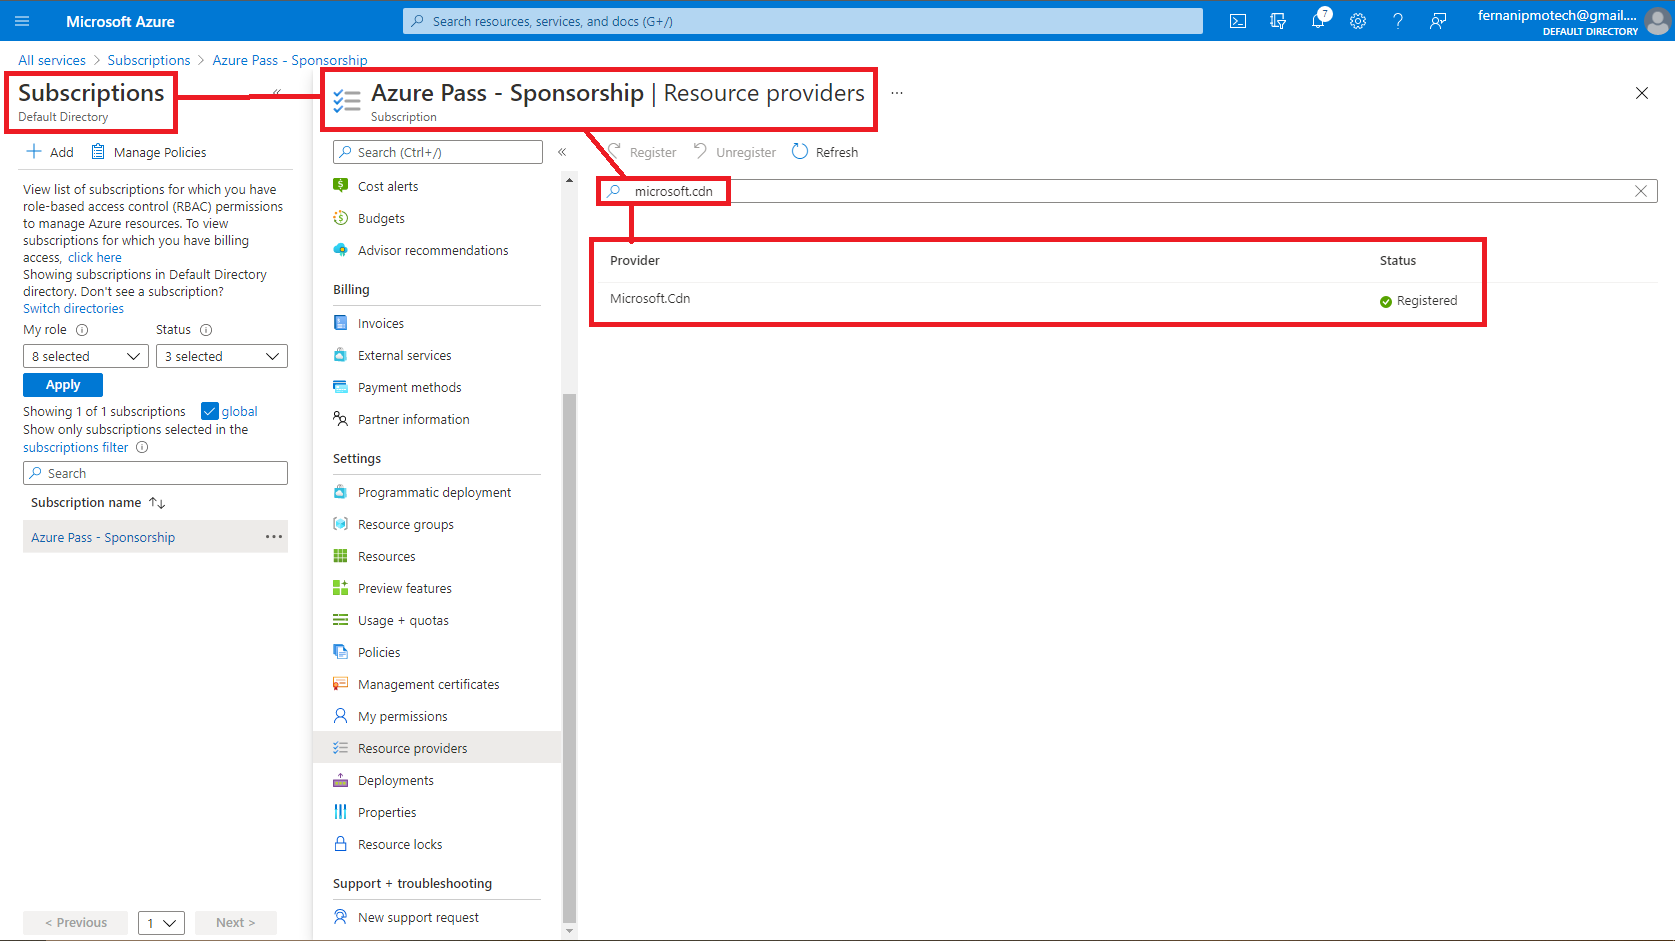 Microsoft Azure
Search resources, services, and docs (G+/)
7
fernanipmotech@gmail....
DEFAULT DIRECTORY
All services > Subscriptions > Azure Pass - Sponsorship
Subscriptions
Default Directory
«
Add
Manage Policies
View list of subscriptions for which you have
role-based access control (RBAC) permissions
to manage Azure resources. To view
subscriptions for which you have billing
access, click here
Showing subscriptions in Default Directory
directory. Don't see a subscription?
Switch directories
My role
Status
8 selected
3 selected
Apply
Showing 1 of 1 subscriptions
global
Show only subscriptions selected in the
subscriptions filter
Search
Subscription name ↑↓
Azure Pass - Sponsorship
...
< Previous
1
Next >
Azure Pass - Sponsorship | Resource providers
Subscription
...
Search (Ctrl+/)
«
Cost alerts
Budgets
Advisor recommendations
Billing
Invoices
External services
Payment methods
Partner information
Settings
Programmatic deployment
Resource groups
Resources
Preview features
Usage + quotas
Policies
Management certificates
My permissions
Resource providers
Deployments
Properties
Resource locks
Support + troubleshooting
New support request
Register
Unregister
Refresh
microsoft.cdn
Provider
Status
Microsoft.Cdn
Registered